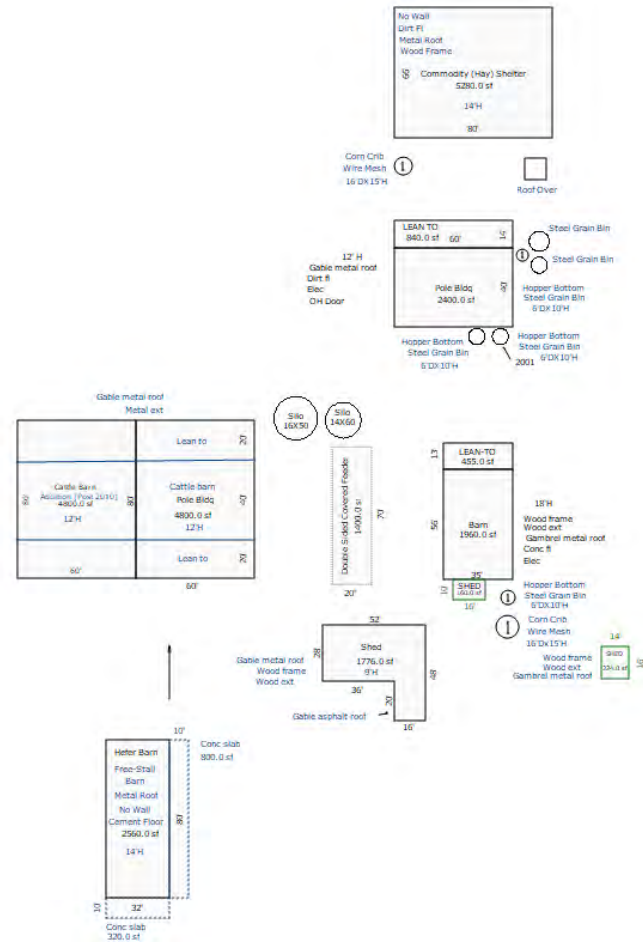 No Wall
Dirt Fl
Metal Roof
Wood Frame
66'
Commodity (Hay) Shelter
5280.0 sf
14'H
80'
Corn Crib
Wire Mesh
16'DX15'H
1
Roof Over
LEAN TO
840.0 sf
60'
14'
Steel Grain Bin
1
Steel Grain Bin
12' H
Gable metal roof
Dirt fl
Elec
OH Door
Pole Bldg
2400.0 sf
40'
Hopper Bottom
Steel Grain Bin
6'DX10'H
Hopper Bottom
Steel Grain Bin
6'DX10'H
Hopper Bottom
Steel Grain Bin
6'DX10'H
2001
Gable metal roof
Metal ext
Silo
16X50
Silo
14X60
Lean to
20'
Cattle Barn
Addition [Post 2010]
4800.0 sf
12'H
80'
80'
Cattle barn
Pole Bldg
4800.0 sf
12'H
40'
Lean to
20'
60'
60'
Double Sided Covered Feeder
1400.0 sf
70'
20'
13'
LEAN-TO
455.0 sf
56'
Barn
1960.0 sf
35'
18'H
Wood frame
Wood ext
Gambrel metal roof
Conc fl
Elec
10'
SHED
160.0 sf
16'
1
Hopper Bottom
Steel Grain Bin
6'DX10'H
1
Corn Crib
Wire Mesh
16'Dx15'H
14'
SHED
224.0 sf
16'
Wood frame
Wood ext
Gambrel metal roof
52'
28'
Shed
1776.0 sf
9'H
48'
36'
20'
16'
Gable metal roof
Wood frame
Wood ext
Gable asphalt roof
10'
Conc slab
800.0 sf
Hefer Barn
Free-Stall
Barn
Metal Roof
No Wall
Cement Floor
2560.0 sf
14'H
80'
32'
10'
Conc slab
320.0 sf